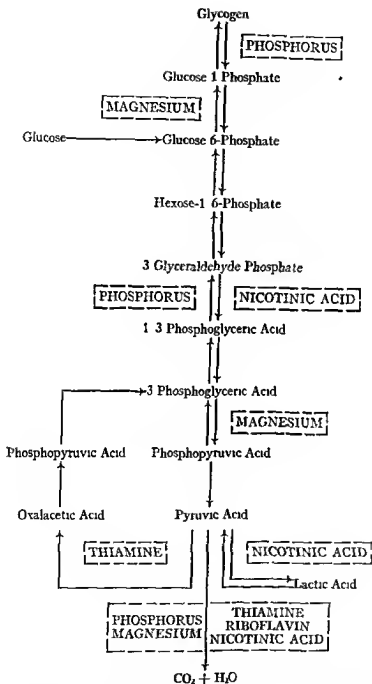 Glycogen
PHOSPHORUS
Glucose 1 Phosphate
MAGNESIUM
Glucose Glucose 6-Phosphate
Hexose-1 6-Phosphate
3 Glyceraldehyde Phosphate
PHOSPHORUS NICOTINIC ACID
1 3 Phosphoglyceric Acid
3 Phosphoglyceric Acid
MAGNESIUM
Phosphopyruvic Acid Phosphopyruvic Acid
Oxalacetic Acid Pyruvic Acid
THIAMINE NICOTINIC ACID
Lactic Acid
PHOSPHORUS THIAMINE
MAGNESIUM RIBOFLAVIN
NICOTINIC ACID
CO₂ + H₂O